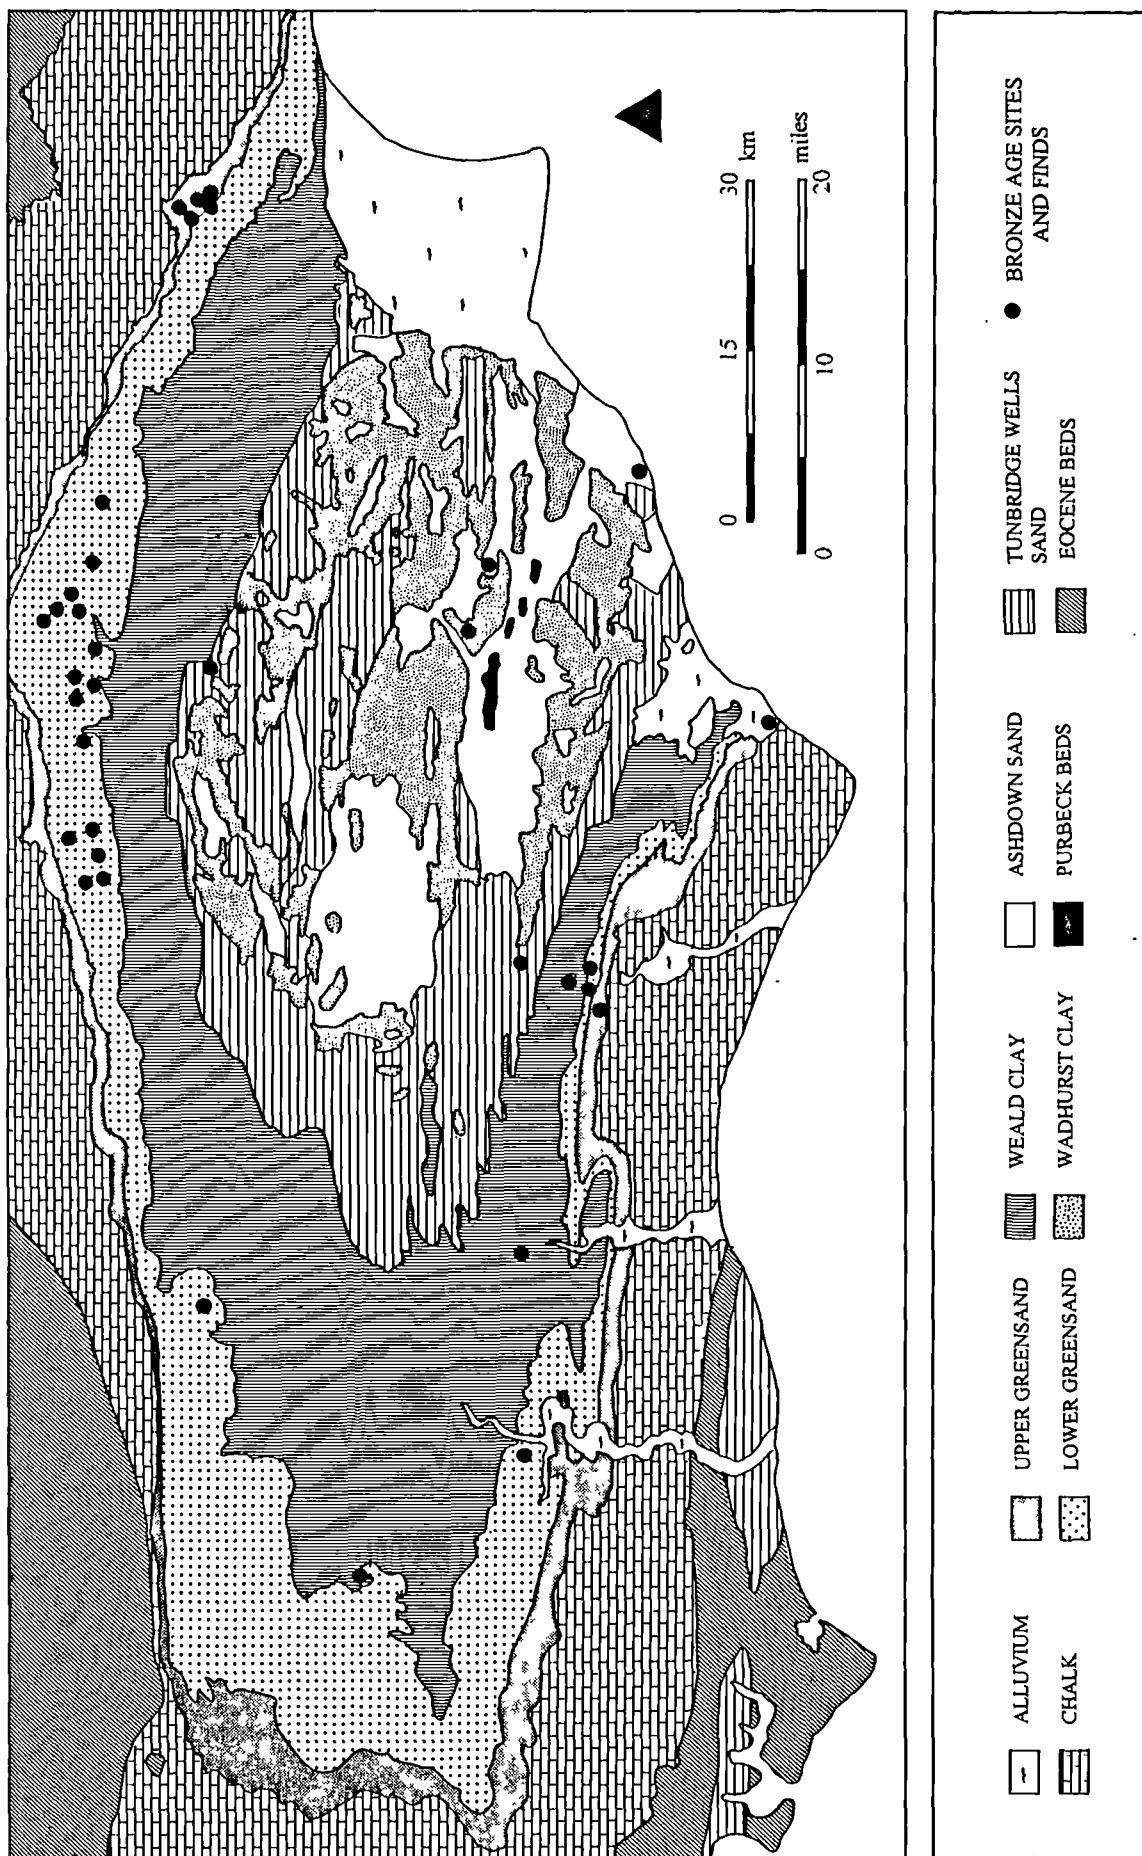 0 15 30 km
0 10 20 miles
ALLUVIUM
UPPER GREENSAND
WEALD CLAY
ASHDOWN SAND
TUNBRIDGE WELLS
SAND
BRONZE AGE SITES
AND FINDS
CHALK
LOWER GREENSAND
WADHURST CLAY
PURBECK BEDS
EOCENE BEDS